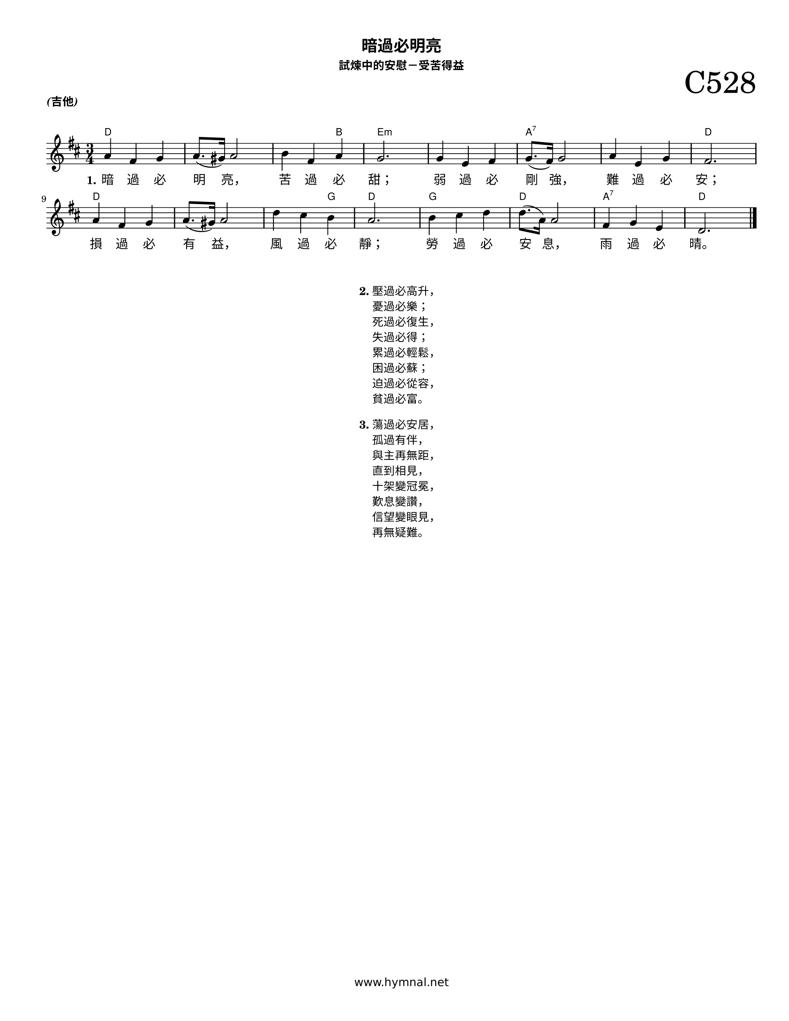 暗過必明亮
試煉中的安慰－受苦得益
C528
(吉他)
D B Em A7 D
1. 暗 過 必 明 亮， 苦 過 必 甜； 弱 過 必 剛 強， 難 過 必 安；
9 D G D G D A7 D
損 過 必 有 益， 風 過 必 靜； 勞 過 必 安 息， 雨 過 必 晴。
2. 壓過必高升，
憂過必樂；
死過必復生，
失過必得；
累過必輕鬆，
困過必蘇；
迫過必從容，
貧過必富。
3. 蕩過必安居，
孤過有伴，
與主再無距，
直到相見，
十架變冠冕，
歎息變讚，
信望變眼見，
再無疑難。
www.hymnal.net